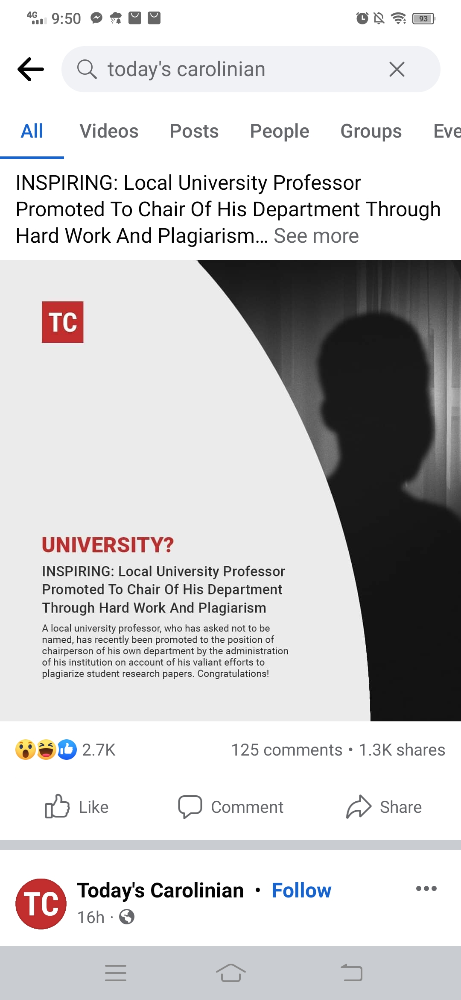 4G 9:50 93
today's carolinian
All Videos Posts People Groups Eve
INSPIRING: Local University Professor
Promoted To Chair Of His Department Through
Hard Work And Plagiarism... See more
TC
UNIVERSITY?
INSPIRING: Local University Professor
Promoted To Chair Of His Department
Through Hard Work And Plagiarism
A local university professor, who has asked not to be
named, has recently been promoted to the position of
chairperson of his own department by the administration
of his institution on account of his valiant efforts to
plagiarize student research papers. Congratulations!
2.7K 125 comments • 1.3K shares
Like Comment Share
TC Today's Carolinian • Follow
16h ·